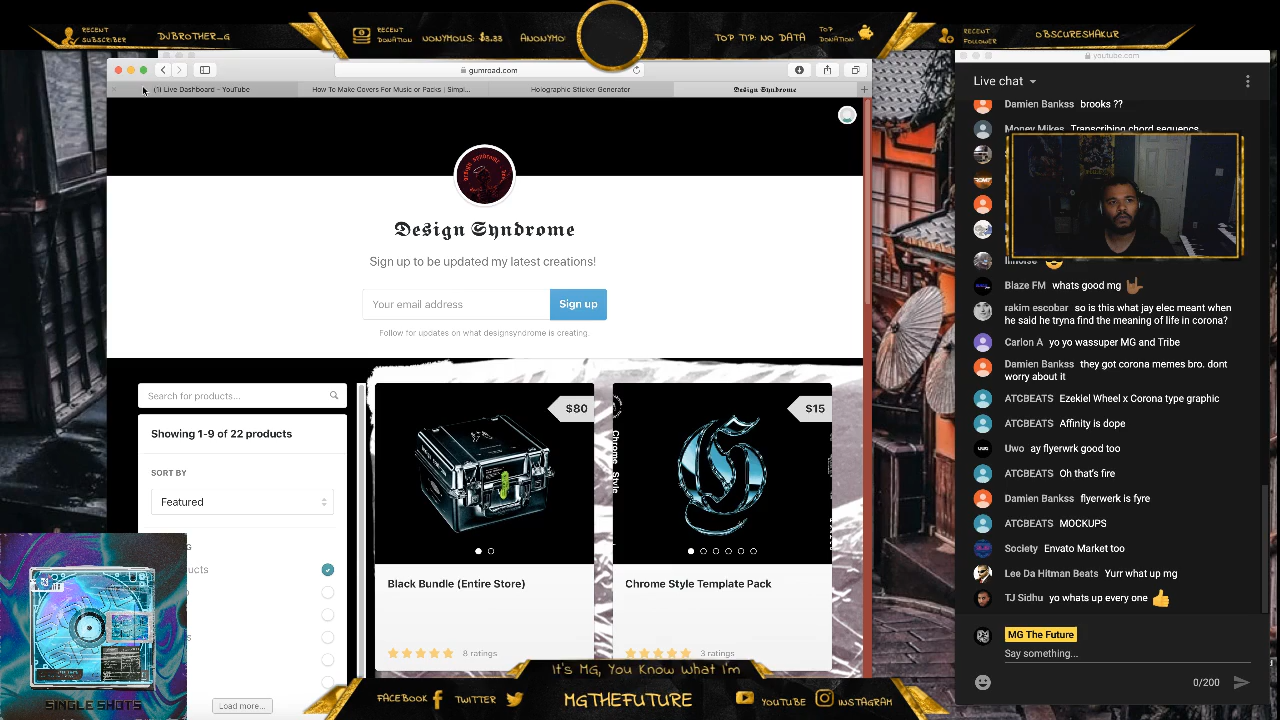 RECENT
SUBSCRIBER
DJBROTHER_G
RECENT
DONATION
NONYMOUS: $3.33
ANONYMO
TOP TIP: NO DATA
TOP
DONATION
RECENT
FOLLOWER
OBSCURESHAKUR
gumroad.com
(1) Live Dashboard – YouTube
How To Make Covers For Music or Packs | Simpl...
Holographic Sticker Generator
Design Syndrome
Design Syndrome
Sign up to be updated my latest creations!
Your email address
Sign up
Follow for updates on what designsyndrome is creating.
Search for products...
Showing 1-9 of 22 products
SORT BY
Featured
ducts
Load more...
$80
Black Bundle (Entire Store)
8 ratings
$15
Chrome Style
Chrome Style Template Pack
3 ratings
SINGLE SHOTS
It's MG, You Know What I'm
FACEBOOK
TWITTER
MGTHEFUTURE
YOUTUBE
INSTAGRAM
youtube.com
Live chat
Damien Bankss brooks ??
Money Mikes Transcribing chord sequencs
Blaze FM whats good mg
rakim escobar so is this what jay elec meant when
he said he tryna find the meaning of life in corona?
Carlon A yo yo wassuper MG and Tribe
Damien Bankss they got corona memes bro. dont
worry about it
ATCBEATS Ezekiel Wheel x Corona type graphic
ATCBEATS Affinity is dope
Uwo ay flyerwrk good too
ATCBEATS Oh that's fire
Damien Bankss flyerwerk is fyre
ATCBEATS MOCKUPS
Society Envato Market too
Lee Da Hitman Beats Yurr what up mg
TJ Sidhu yo whats up every one
MG The Future
Say something...
0/200